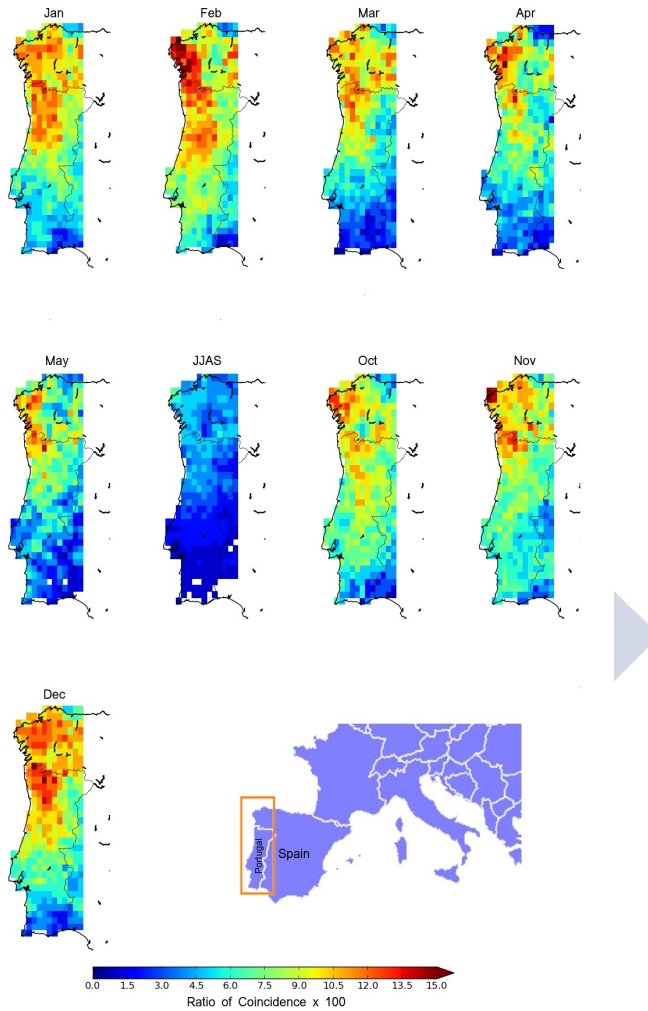 Jan Feb Mar Apr
May JJAS Oct Nov
Dec
Portugal
Spain
0.0 1.5 3.0 4.5 6.0 7.5 9.0 10.5 12.0 13.5 15.0
Ratio of Coincidence x 100